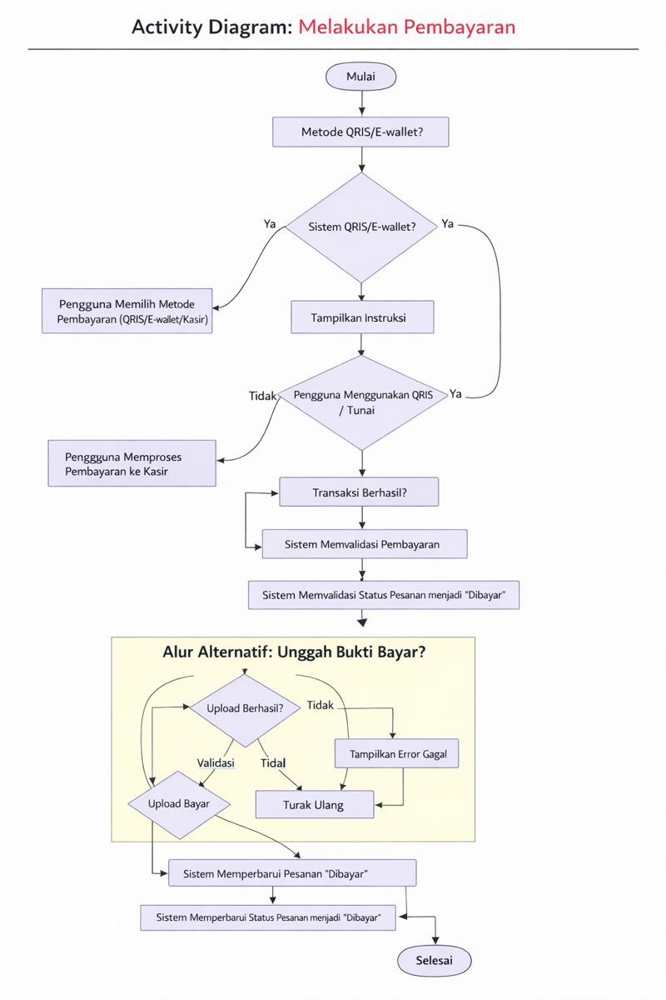 Activity Diagram: Melakukan Pembayaran
Mulai
Metode QRIS/E-wallet?
Ya
Sistem QRIS/E-wallet?
Ya
Pengguna Memilih Metode
Pembayaran (QRIS/E-wallet/Kasir)
Tampilkan Instruksi
Tidak
Pengguna Menggunakan QRIS
/ Tunai
Ya
Penggguna Memproses
Pembayaran ke Kasir
Transaksi Berhasil?
Sistem Memvalidasi Pembayaran
Sistem Memvalidasi Status Pesanan menjadi "Dibayar"
Alur Alternatif: Unggah Bukti Bayar?
Upload Berhasil?
Tidak
Tampilkan Error Gagal
Validasi
Tidal
Upload Bayar
Turak Ulang
Sistem Memperbarui Pesanan "Dibayar"
Sistem Memperbarui Status Pesanan menjadi "Dibayar"
Selesai